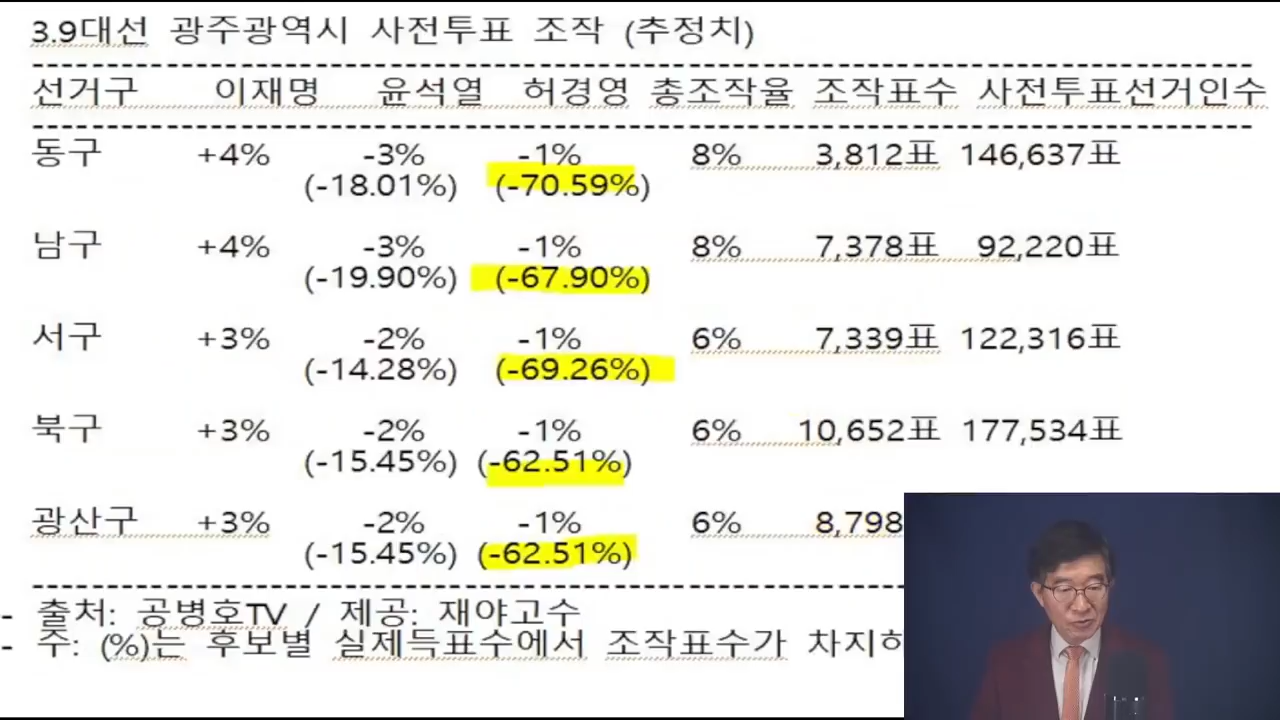 3.9대선 광주광역시 사전투표 조작 (추정치)
선거구 이재명 윤석열 허경영 총조작율 조작표수 사전투표선거인수
동구 +4% -3% -1% 8% 3,812표 146,637표
(-18.01%) (-70.59%)
남구 +4% -3% -1% 8% 7,378표 92,220표
(-19.90%) (-67.90%)
서구 +3% -2% -1% 6% 7,339표 122,316표
(-14.28%) (-69.26%)
북구 +3% -2% -1% 6% 10,652표 177,534표
(-15.45%) (-62.51%)
광산구 +3% -2% -1% 6% 8,798
(-15.45%) (-62.51%)
- 출처: 공병호TV / 제공: 재야고수
- 주: (%)는 후보별 실제득표수에서 조작표수가